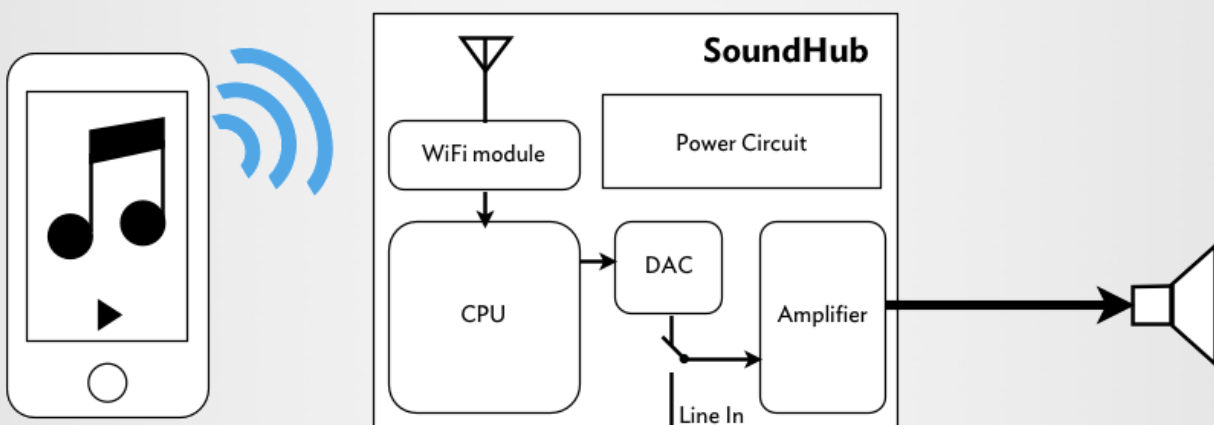 SoundHub
WiFi module
Power Circuit
CPU
DAC
Amplifier
Line In